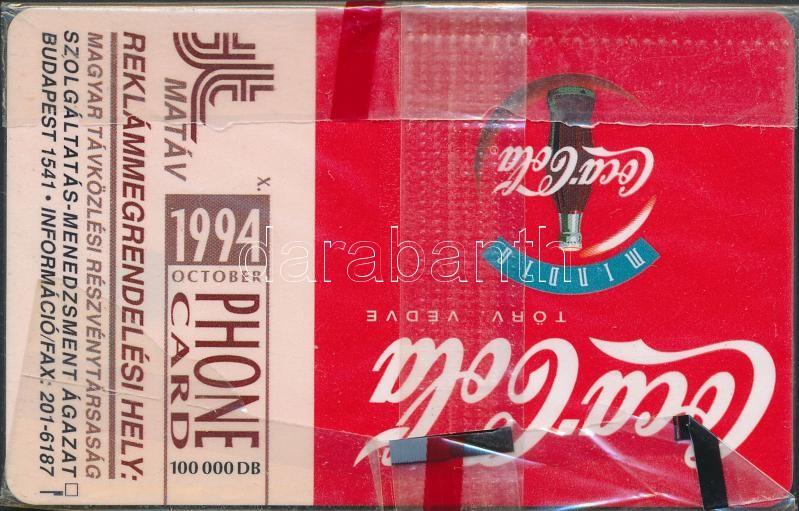 MATÁV
X.
1994
OCTOBER
PHONE
CARD
100 000 DB
REKLÁMMEGRENDELÉSI HELY:
MAGYAR TÁVKÖZLÉSI RÉSZVÉNYTÁRSASÁG
SZOLGÁLTATÁS-MENEDZSMENT ÁGAZAT
BUDAPEST 1541 • INFORMÁCIÓ/FAX: 201-6187
Coca-Cola
TÖRV. VÉDVE
MINDIG
Coca-Cola
darabanth